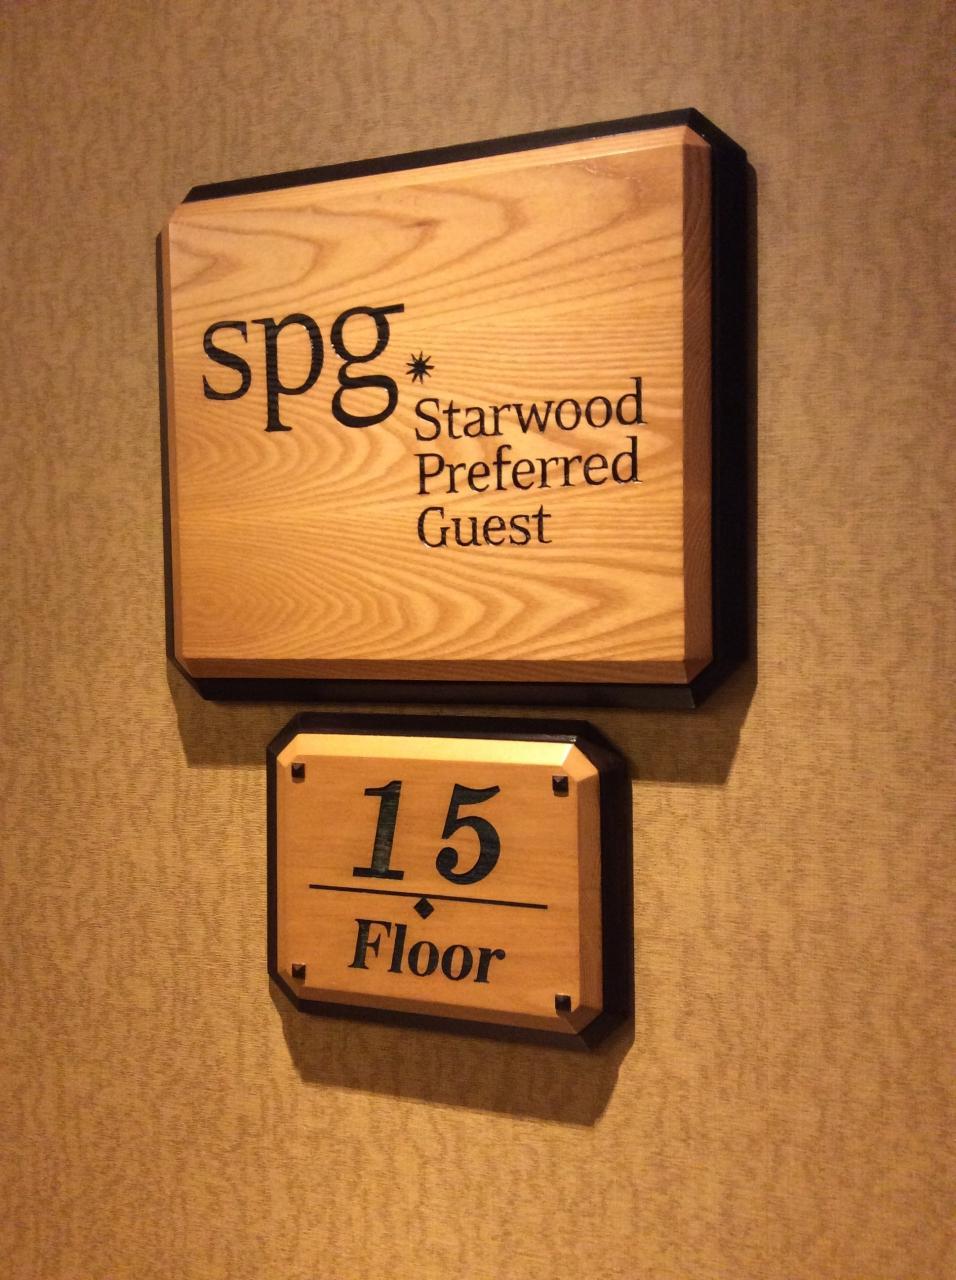 spg.*
Starwood
Preferred
Guest
15
Floor